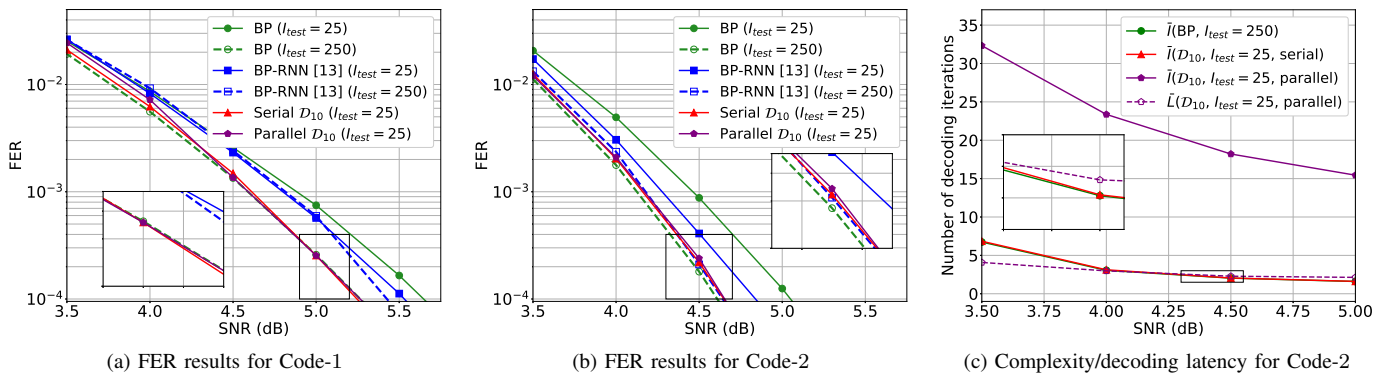 BP (I_test = 25)
BP (I_test = 250)
BP-RNN [13] (I_test = 25)
BP-RNN [13] (I_test = 250)
Serial 𝒟₁₀ (I_test = 25)
Parallel 𝒟₁₀ (I_test = 25)
10⁻²
10⁻³
10⁻⁴
FER
3.5 4.0 4.5 5.0 5.5
SNR (dB)
(a) FER results for Code-1
BP (I_test = 25)
BP (I_test = 250)
BP-RNN [13] (I_test = 25)
BP-RNN [13] (I_test = 250)
Serial 𝒟₁₀ (I_test = 25)
Parallel 𝒟₁₀ (I_test = 25)
10⁻²
10⁻³
10⁻⁴
FER
3.5 4.0 4.5 5.0 5.5
SNR (dB)
(b) FER results for Code-2
Ī(BP, I_test = 250)
Ī(𝒟₁₀, I_test = 25, serial)
Ī(𝒟₁₀, I_test = 25, parallel)
L̄(𝒟₁₀, I_test = 25, parallel)
35
30
25
20
15
10
5
0
Number of decoding iterations
3.50 3.75 4.00 4.25 4.50 4.75 5.00
SNR (dB)
(c) Complexity/decoding latency for Code-2